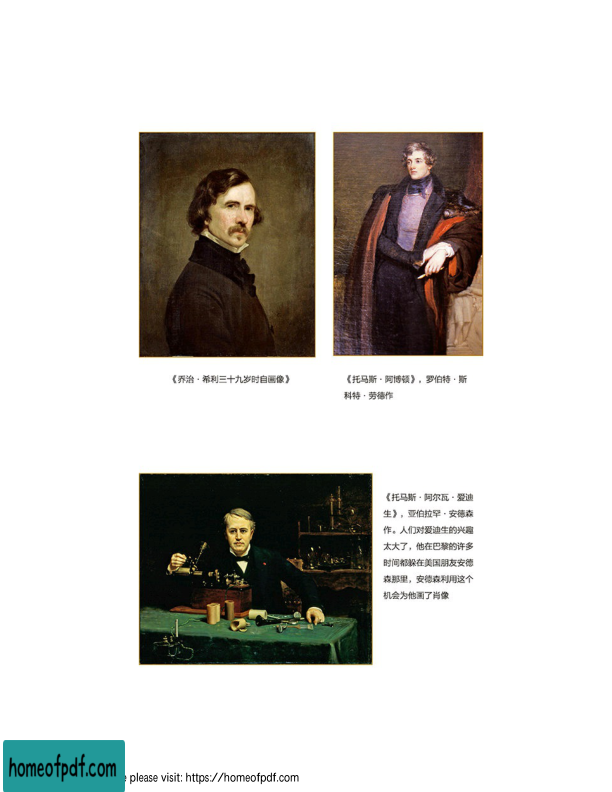 《乔治·希利三十九岁时自画像》
《托马斯·阿博顿》，罗伯特·斯
科特·劳德作
《托马斯·阿尔瓦·爱迪
生》，亚伯拉罕·安德森
作。人们对爱迪生的兴趣
太大了，他在巴黎的许多
时间都躲在美国朋友安德
森那里，安德森利用这个
机会为他画了肖像
homeofpdf.com
e please visit: https://homeofpdf.com